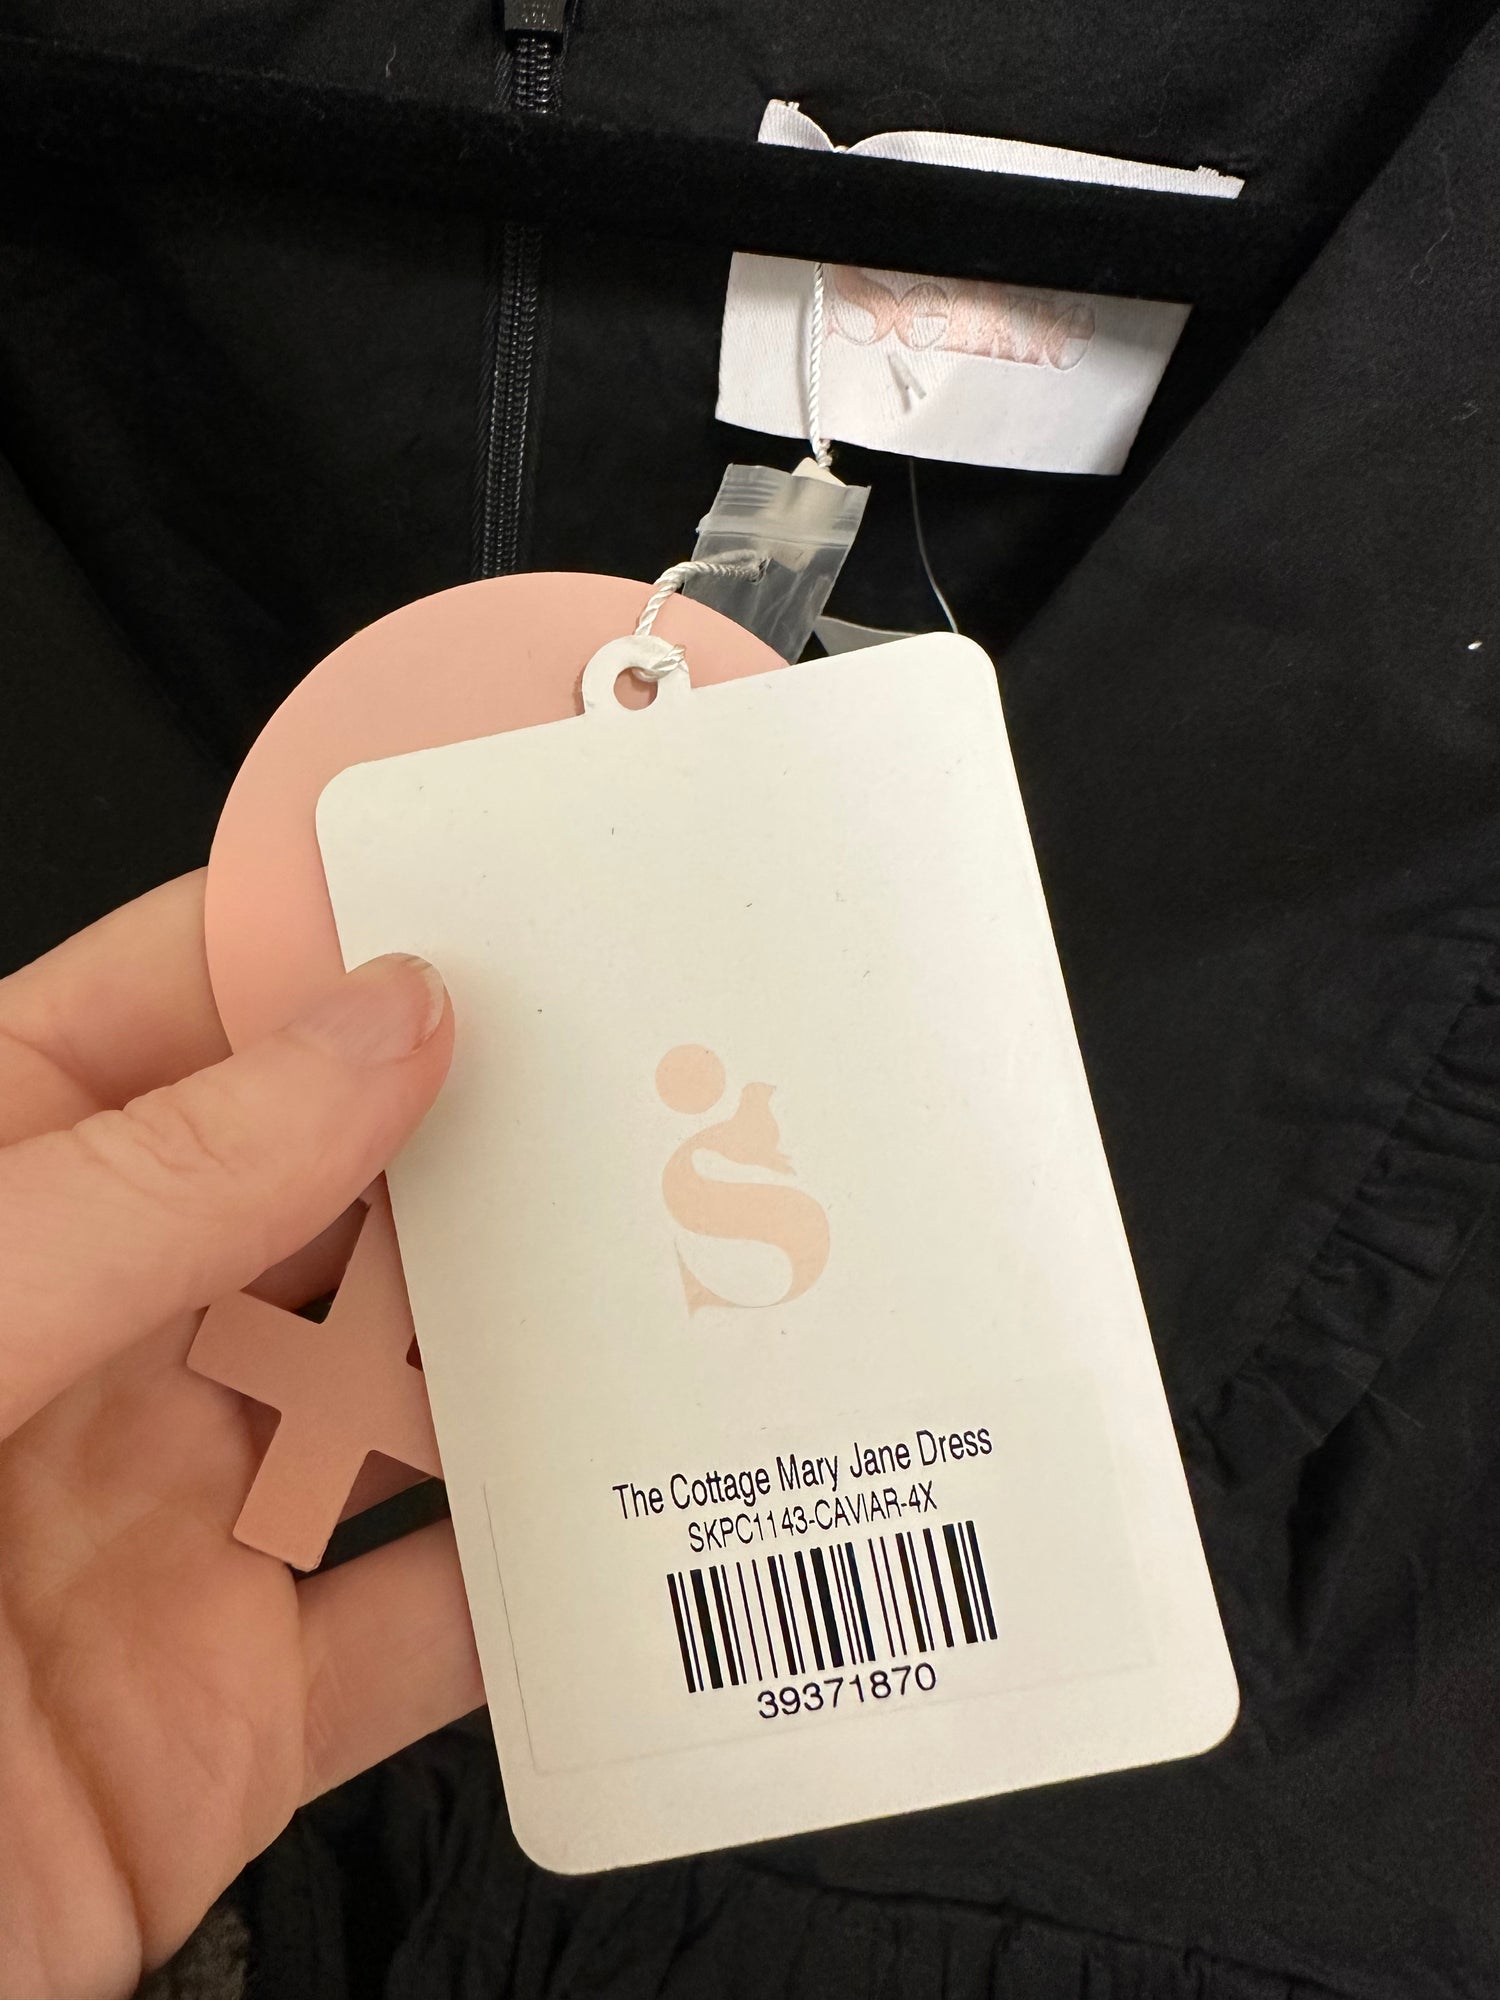 Selkie
S
The Cottage Mary Jane Dress
SKPC1143-CAVIAR-4X
39371870